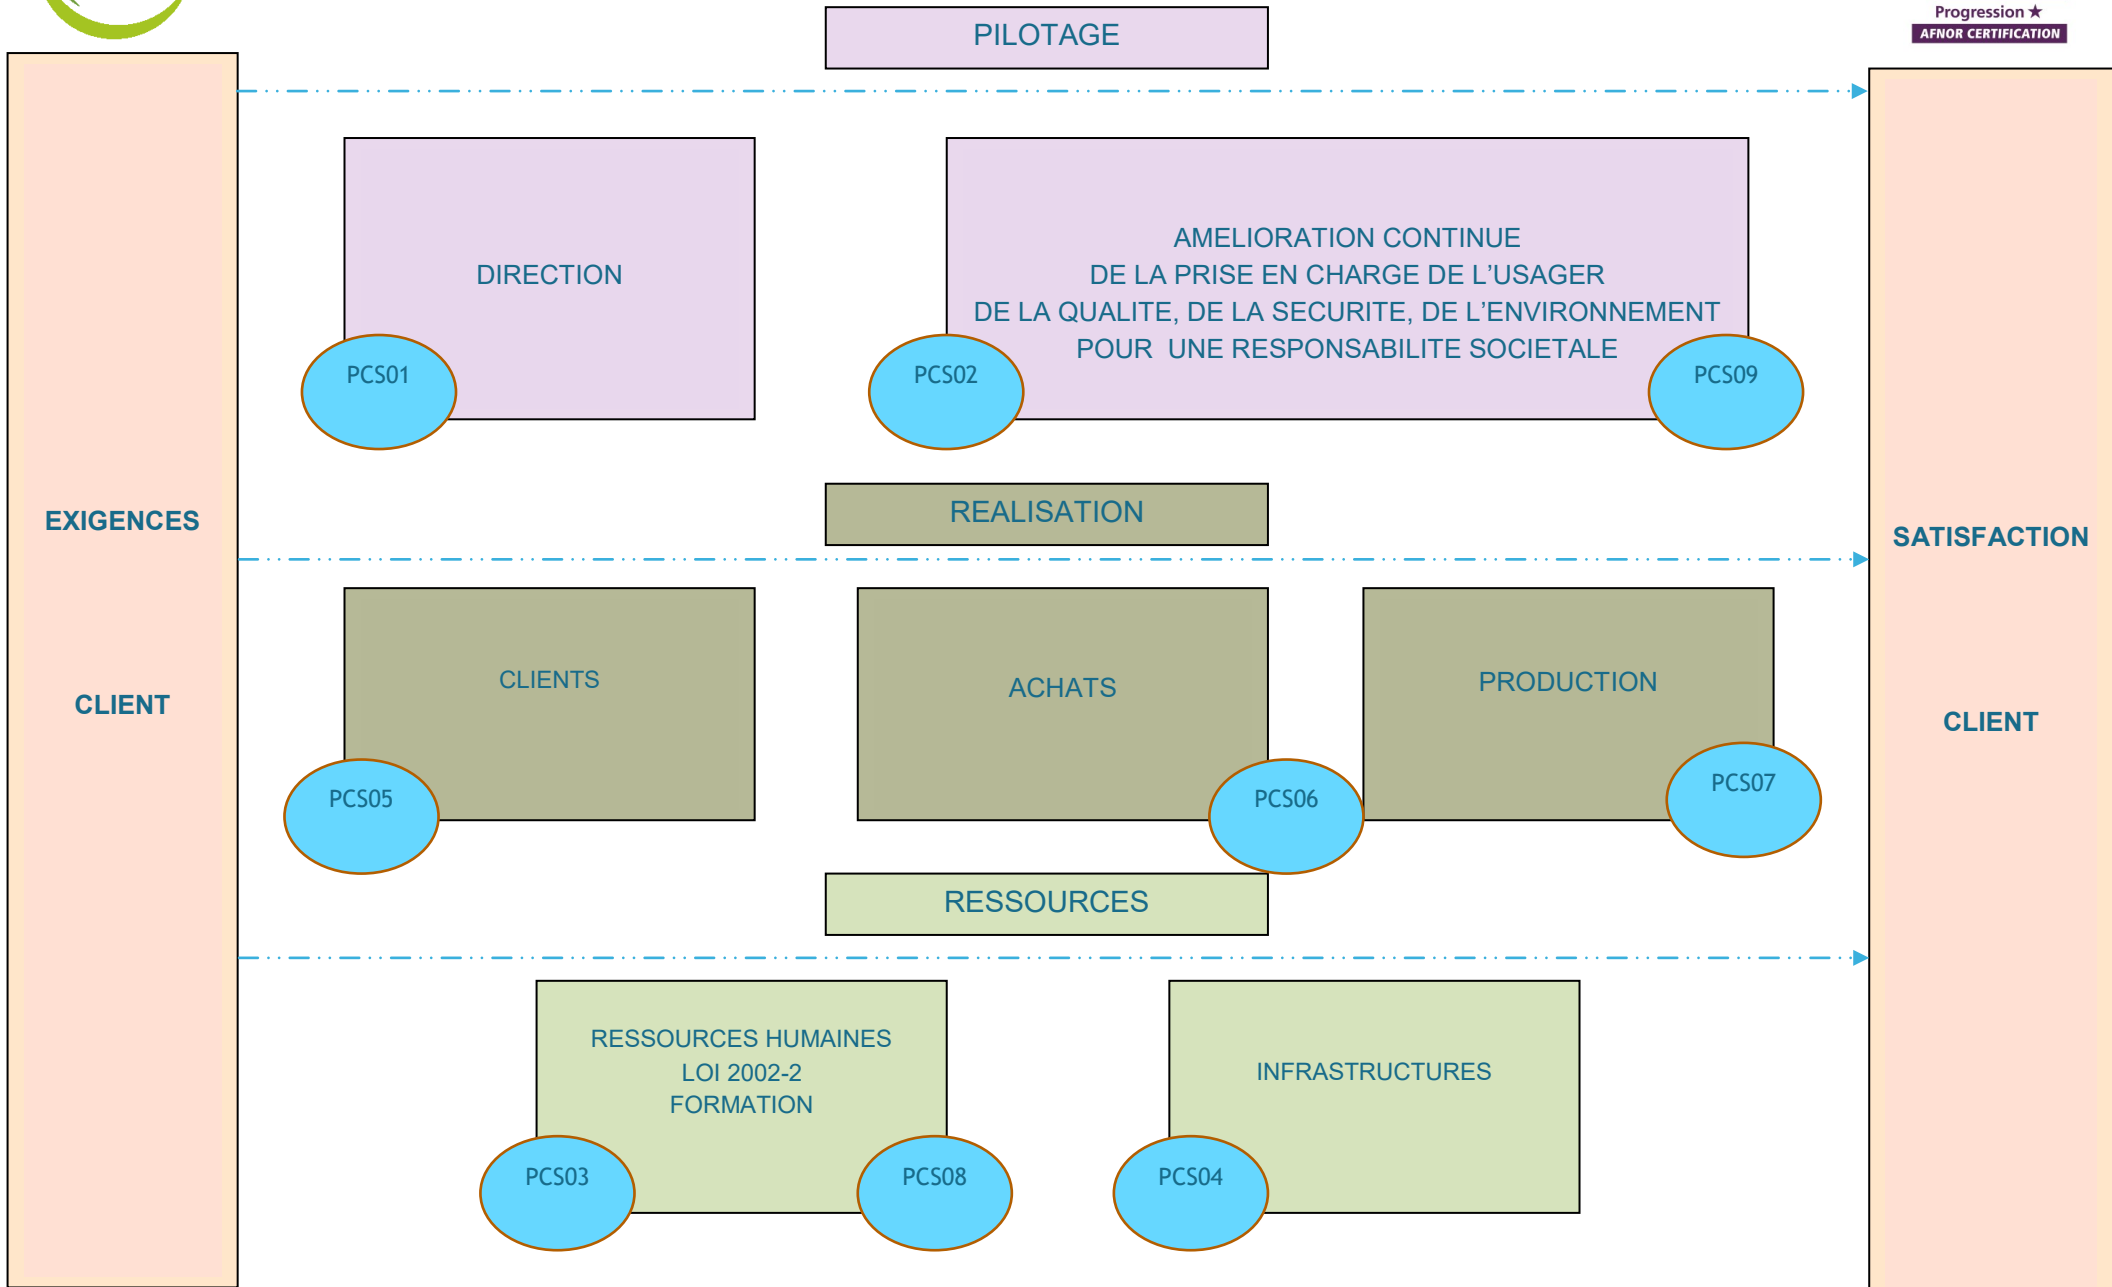 Progression ★
AFNOR CERTIFICATION
PILOTAGE
DIRECTION
AMELIORATION CONTINUE
DE LA PRISE EN CHARGE DE L’USAGER
DE LA QUALITE, DE LA SECURITE, DE L’ENVIRONNEMENT
POUR UNE RESPONSABILITE SOCIETALE
PCS01
PCS02
PCS09
EXIGENCES
CLIENT
REALISATION
SATISFACTION
CLIENT
CLIENTS
ACHATS
PRODUCTION
PCS05
PCS06
PCS07
RESSOURCES
RESSOURCES HUMAINES
LOI 2002-2
FORMATION
INFRASTRUCTURES
PCS03
PCS08
PCS04